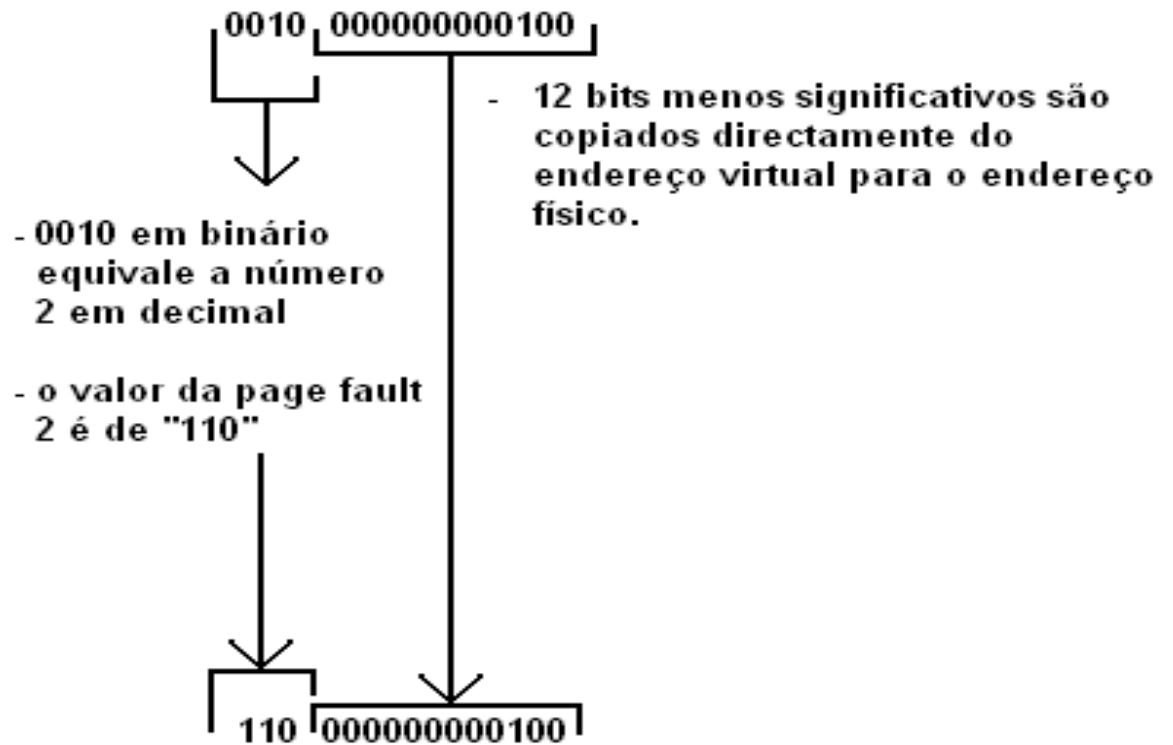 0010 000000000100
- 12 bits menos significativos são
copiados directamente do
endereço virtual para o endereço
físico.
- 0010 em binário
equivale a número
2 em decimal
- o valor da page fault
2 é de "110"
110 000000000100